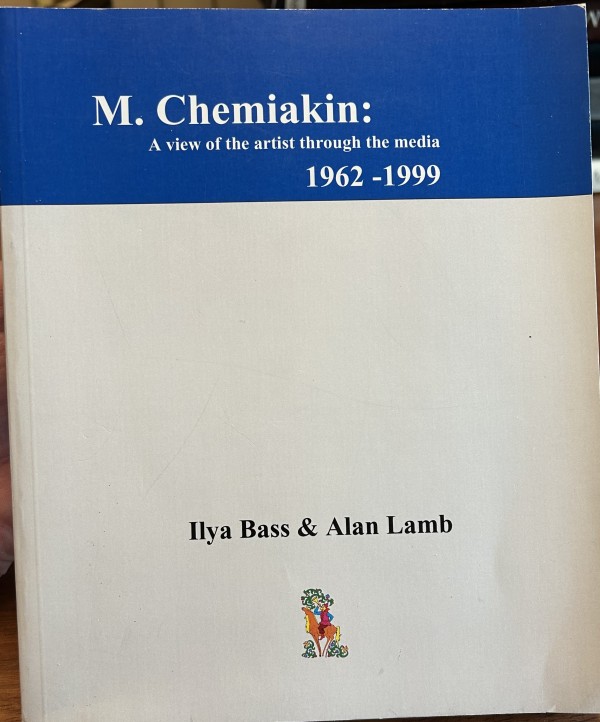 M. Chemiakin:
A view of the artist through the media
1962 -1999
Ilya Bass & Alan Lamb